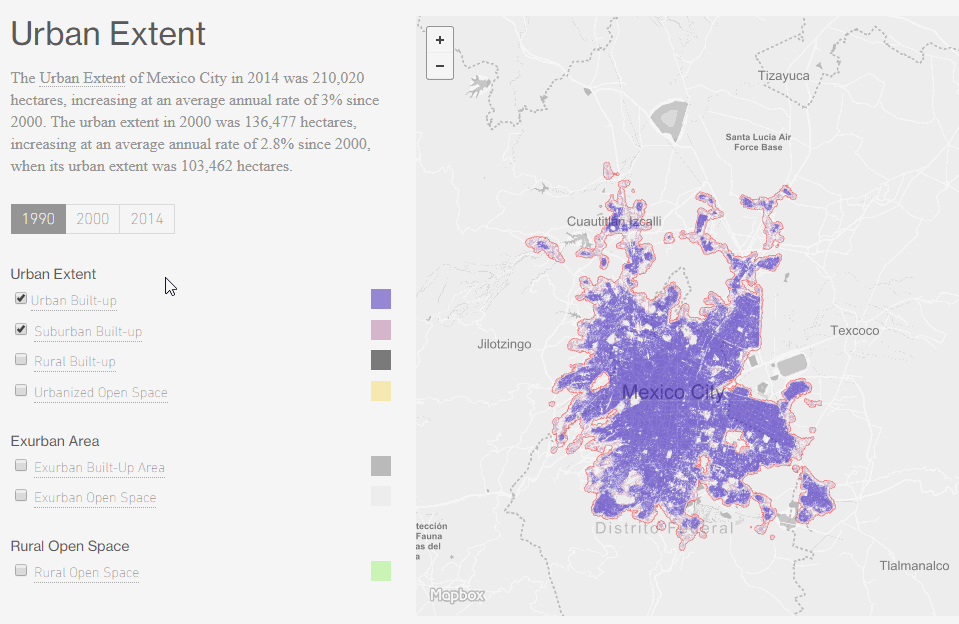 Urban Extent
The Urban Extent of Mexico City in 2014 was 210,020
hectares, increasing at an average annual rate of 3% since
2000. The urban extent in 2000 was 136,477 hectares,
increasing at an average annual rate of 2.8% since 2000,
when its urban extent was 103,462 hectares.
1990 2000 2014
Urban Extent
Urban Built-up
Suburban Built-up
Rural Built-up
Urbanized Open Space
Exurban Area
Exurban Built-Up Area
Exurban Open Space
Rural Open Space
Rural Open Space
+
−
Tizayuca
Santa Lucia Air
Force Base
Cuautitlán Izcalli
Texcoco
Jilotzingo
Mexico City
Distrito Federal
tección
Fauna
as del
a
Tlalmanalco
Mapbox